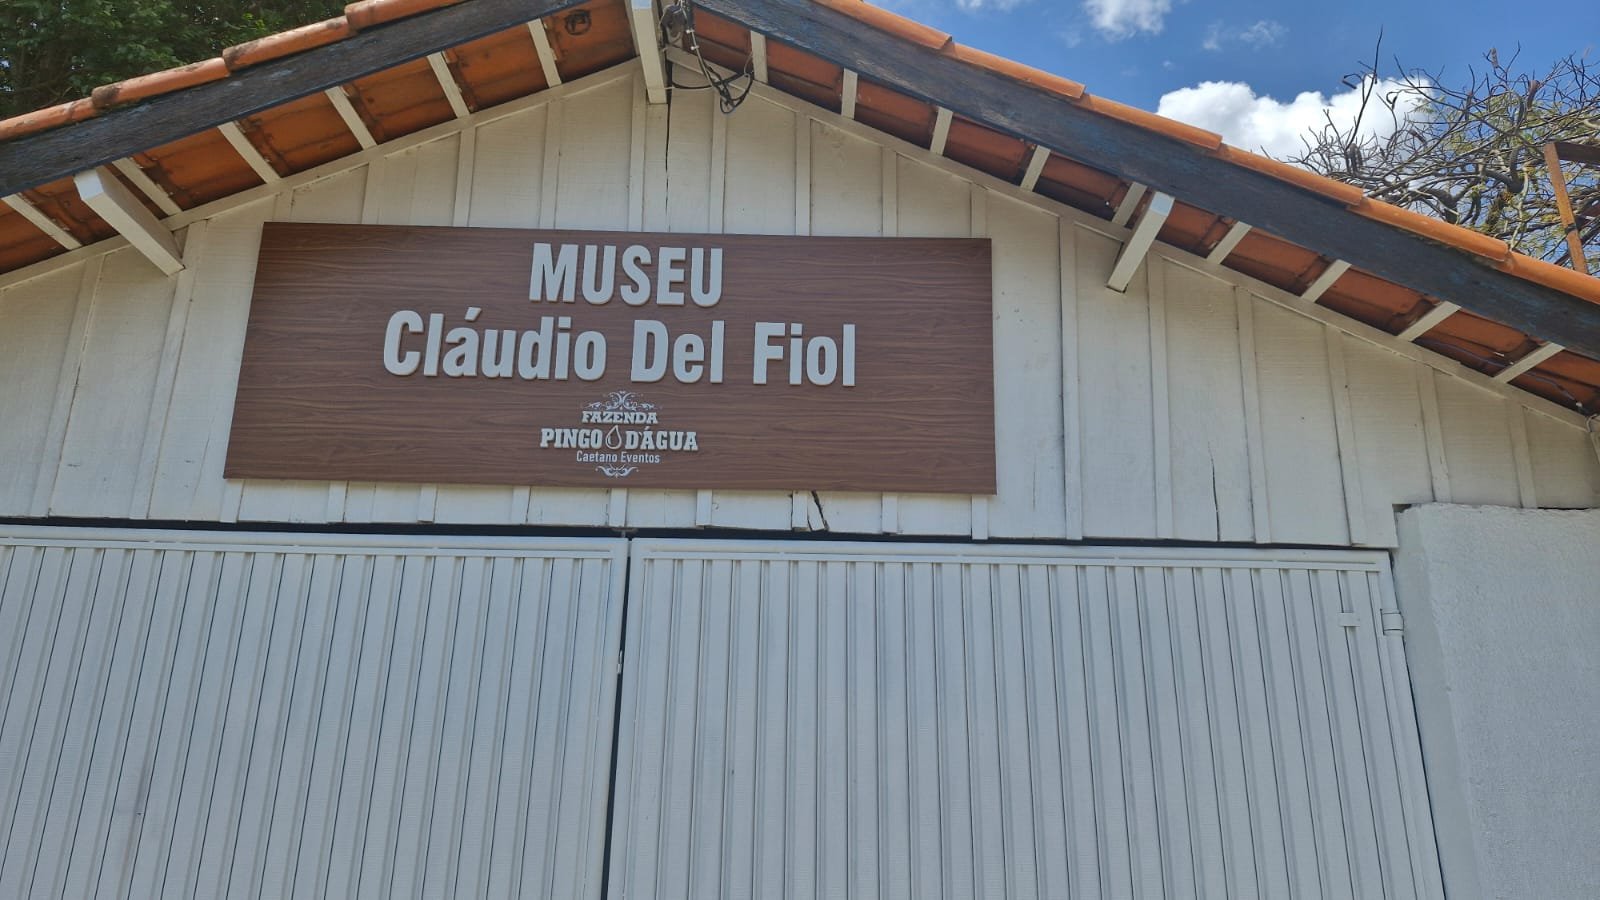 MUSEU
Cláudio Del Fiol
FAZENDA
PINGO D'ÁGUA
Caetano Eventos